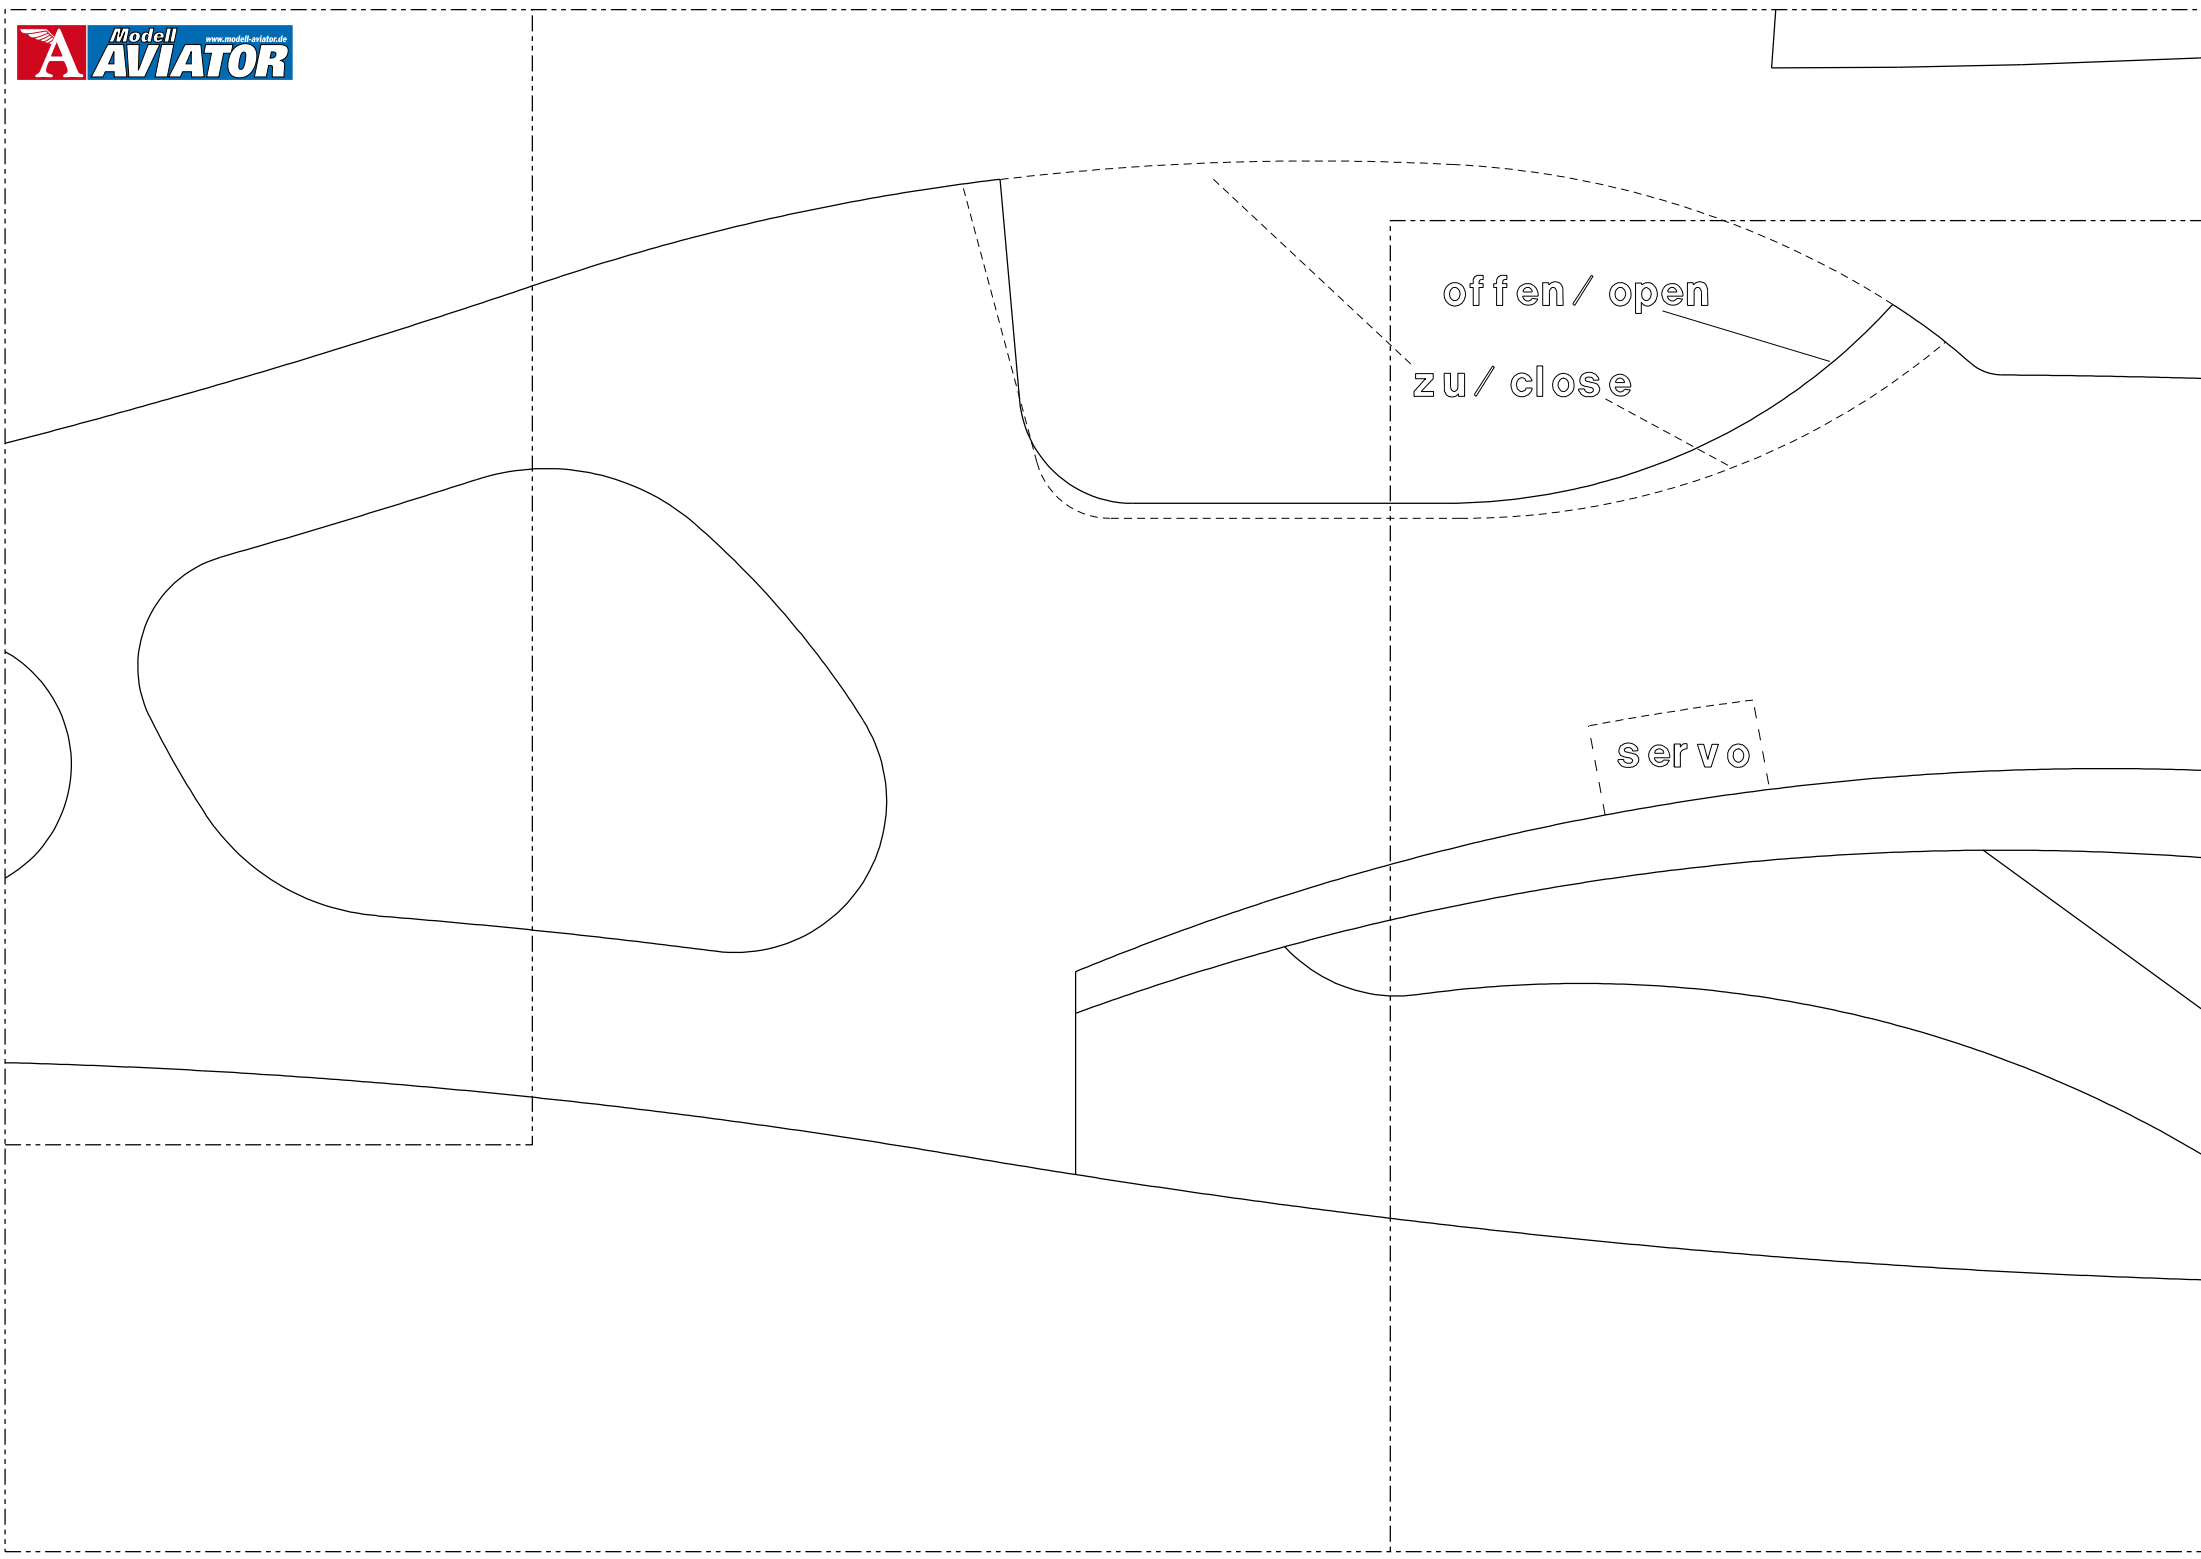 A
Modell
www.modell-aviator.de
AVIATOR
offen/open
zu/close
servo